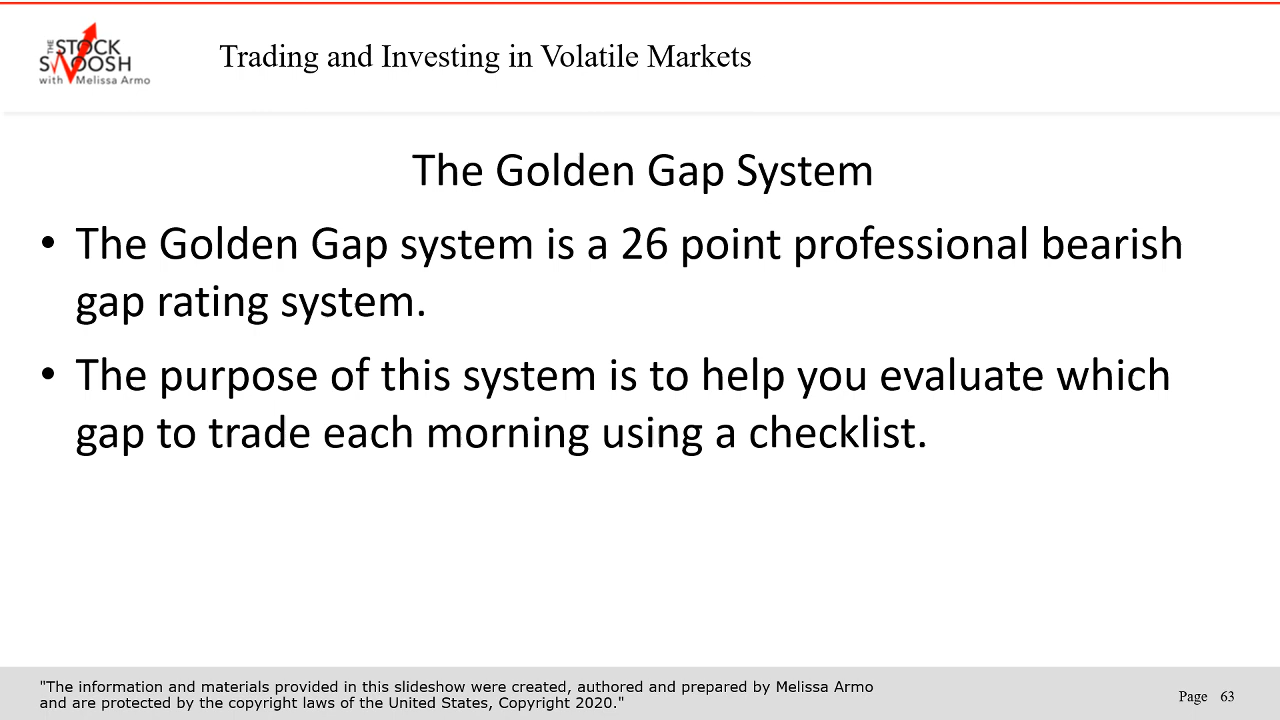 THE STOCK
SWOOSH
with Melissa Armo
Trading and Investing in Volatile Markets
The Golden Gap System
• The Golden Gap system is a 26 point professional bearish
gap rating system.
• The purpose of this system is to help you evaluate which
gap to trade each morning using a checklist.
"The information and materials provided in this slideshow were created, authored and prepared by Melissa Armo
and are protected by the copyright laws of the United States, Copyright 2020."
Page 63